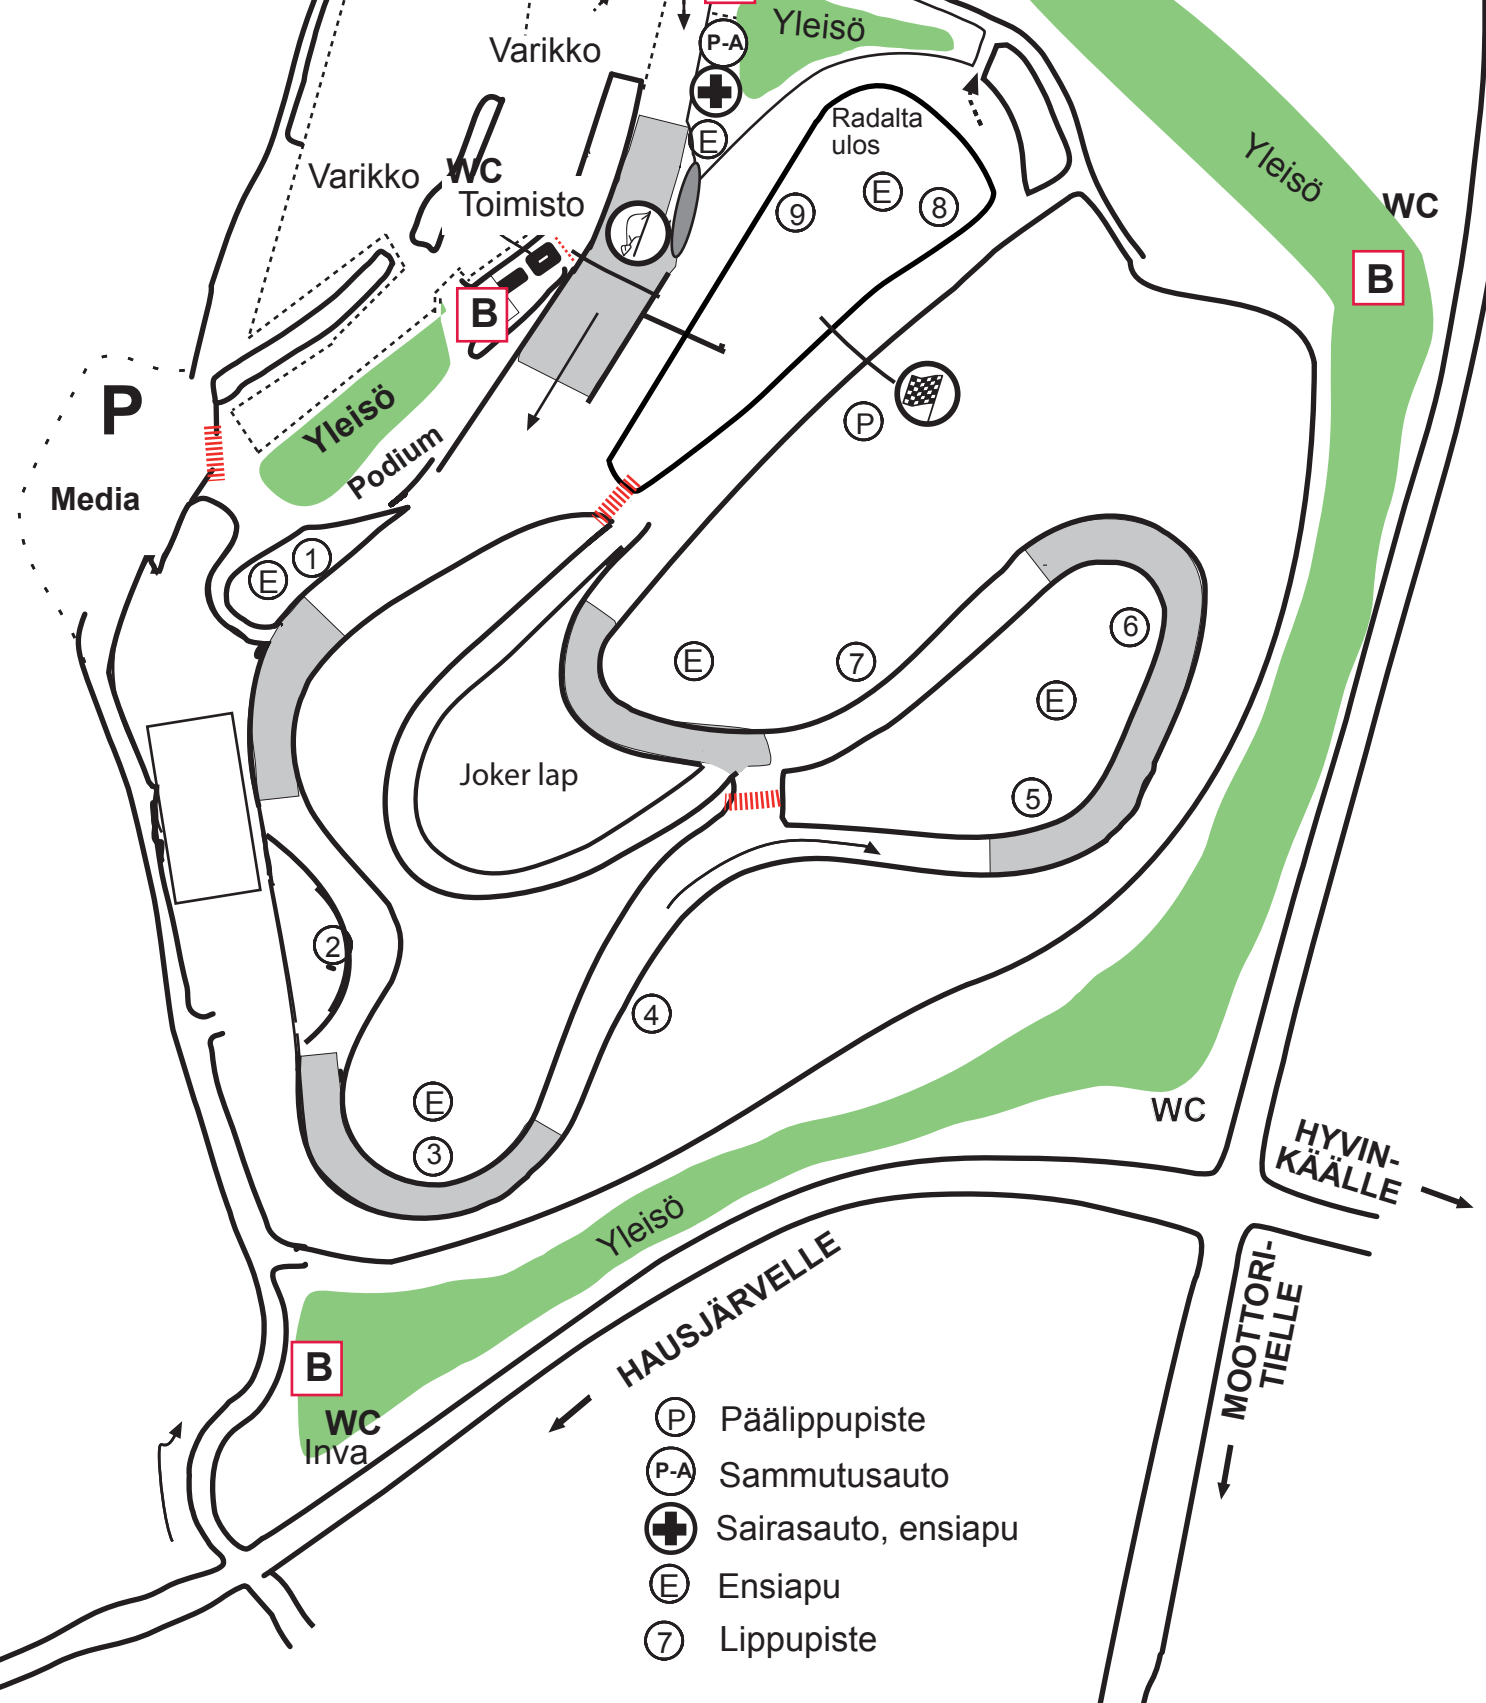 Yleisö
Varikko
P-A
E
Radalta
ulos
Yleisö
Varikko
WC
Toimisto
9
E
8
WC
B
B
P
Yleisö
P
Podium
Media
1
E
6
E
7
E
Joker lap
5
2
4
E
3
WC
HYVIN-
KÄÄLLE
Yleisö
HAUSJÄRVELLE
MOOTTORI-
TIELLE
B
WC
Inva
P Päälippupiste
P-A Sammutusauto
Sairasauto, ensiapu
E Ensiapu
7 Lippupiste